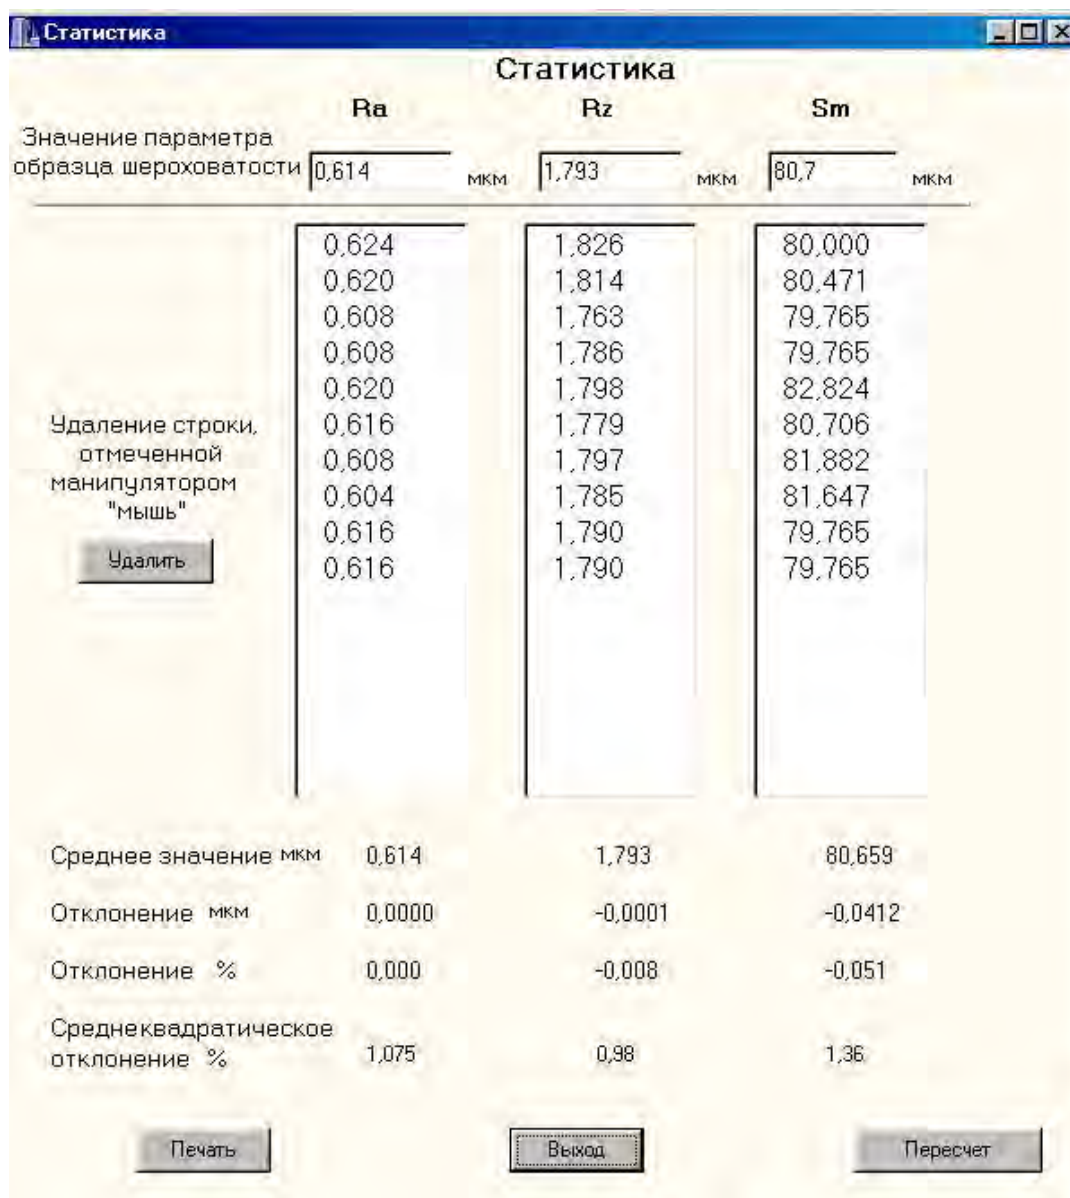 Статистика
Статистика
Ra Rz Sm
Значение параметра
образца шероховатости 0,614 мкм 1,793 мкм 80,7 мкм
0,624 1,826 80,000
0,620 1,814 80,471
0,608 1,763 79,765
0,608 1,786 79,765
0,620 1,798 82,824
Удаление строки, 0,616 1,779 80,706
отмеченной 0,608 1,797 81,882
манипулятором 0,604 1,785 81,647
"мышь" 0,616 1,790 79,765
Удалить 0,616 1,790 79,765
Среднее значение мкм 0,614 1,793 80,659
Отклонение мкм 0,0000 -0,0001 -0,0412
Отклонение % 0,000 -0,008 -0,051
Среднеквадратическое
отклонение % 1,075 0,98 1,36
Печать Выход Пересчет